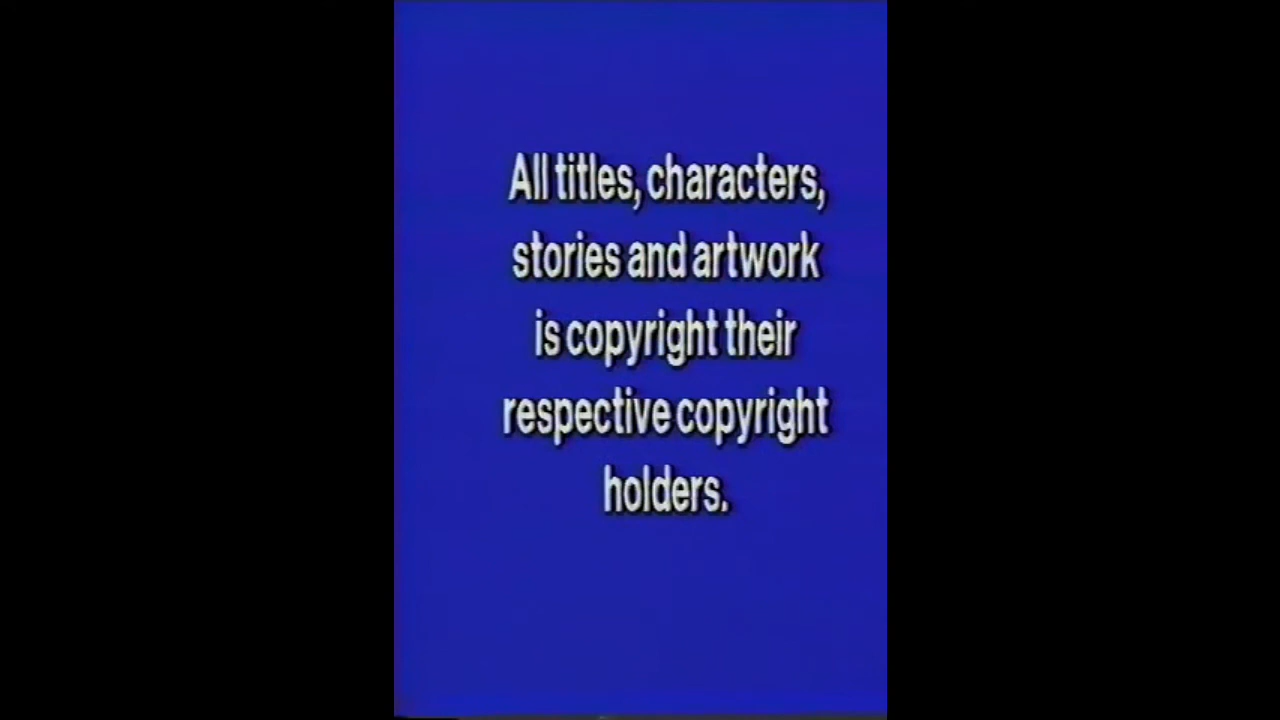 All titles, characters,
stories and artwork
is copyright their
respective copyright
holders.